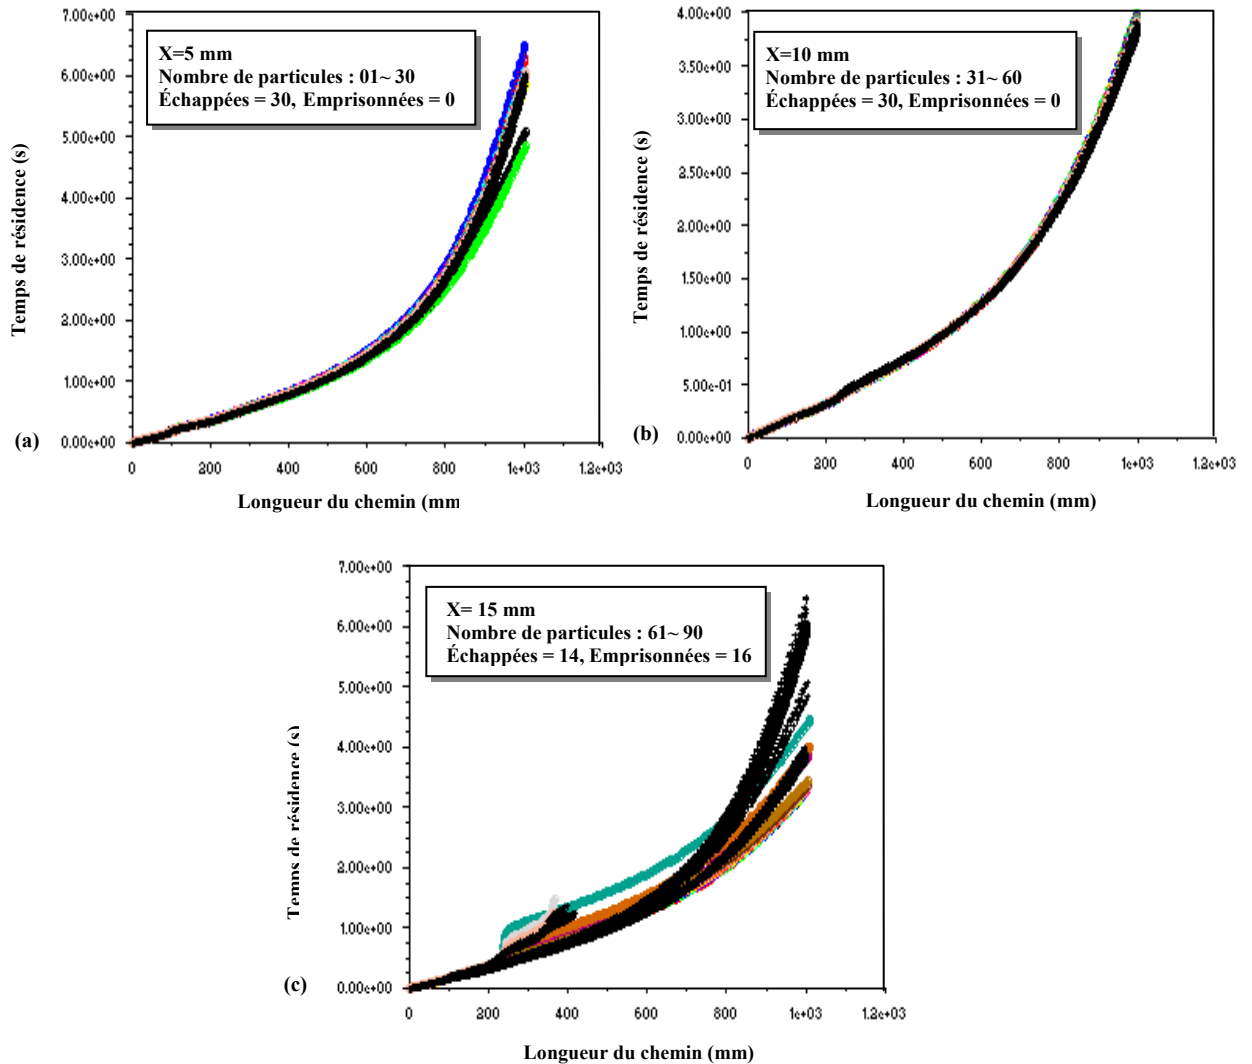 7.00e+00
6.00e+00
5.00e+00
4.00e+00
3.00e+00
2.00e+00
1.00e+00
0.00e+00
X=5 mm
Nombre de particules : 01~ 30
Échappées = 30, Emprisonnées = 0
Temps de résidence (s)
(a)
0 200 400 600 800 1e+03 1.2e+03
Longueur du chemin (mm
4.00e+00
3.50e+00
3.00e+00
2.50e+00
2.00e+00
1.50e+00
1.00e+00
5.00e-01
0.00e+00
X=10 mm
Nombre de particules : 31~ 60
Échappées = 30, Emprisonnées = 0
Temps de résidence (s)
(b)
0 200 400 600 800 1e+03 1.2e+03
Longueur du chemin (mm)
7.00e+00
6.00e+00
5.00e+00
4.00e+00
3.00e+00
2.00e+00
1.00e+00
0.00e+00
X= 15 mm
Nombre de particules : 61~ 90
Échappées = 14, Emprisonnées = 16
Temps de résidence (s)
(c)
0 200 400 600 800 1e+03 1.2e+03
Longueur du chemin (mm)